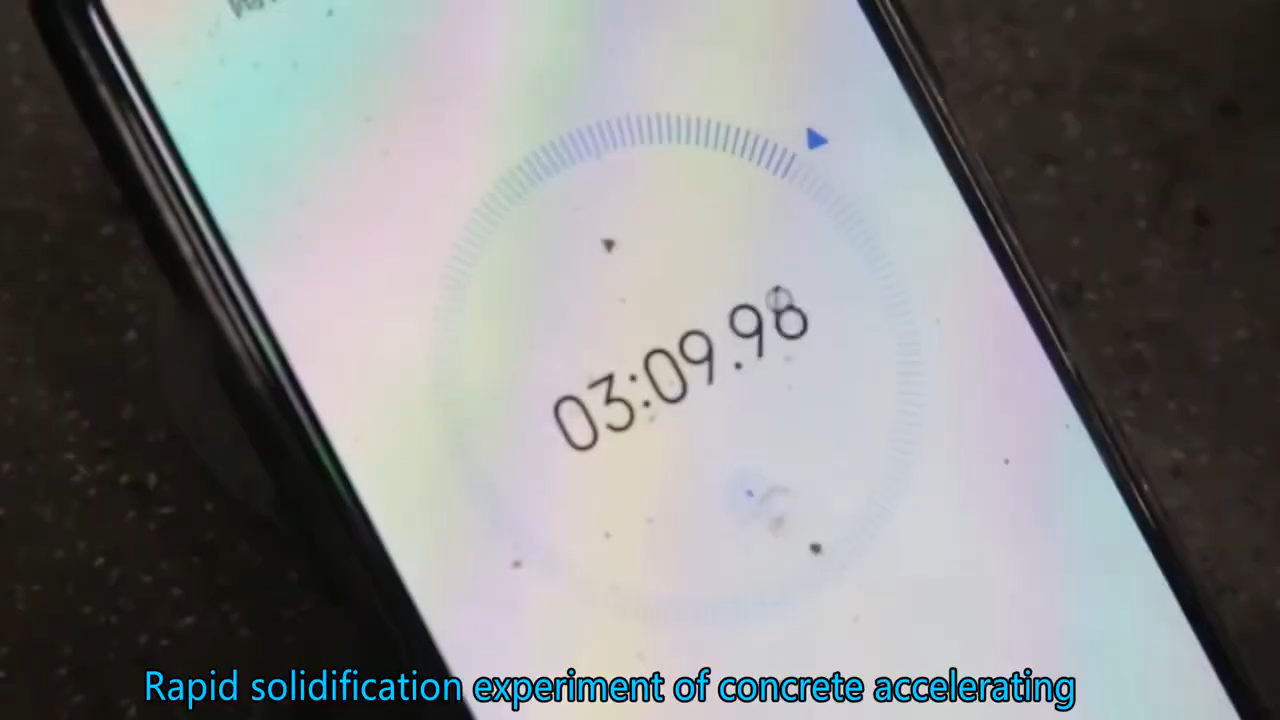 03:09.98
Rapid solidification experiment of concrete accelerating